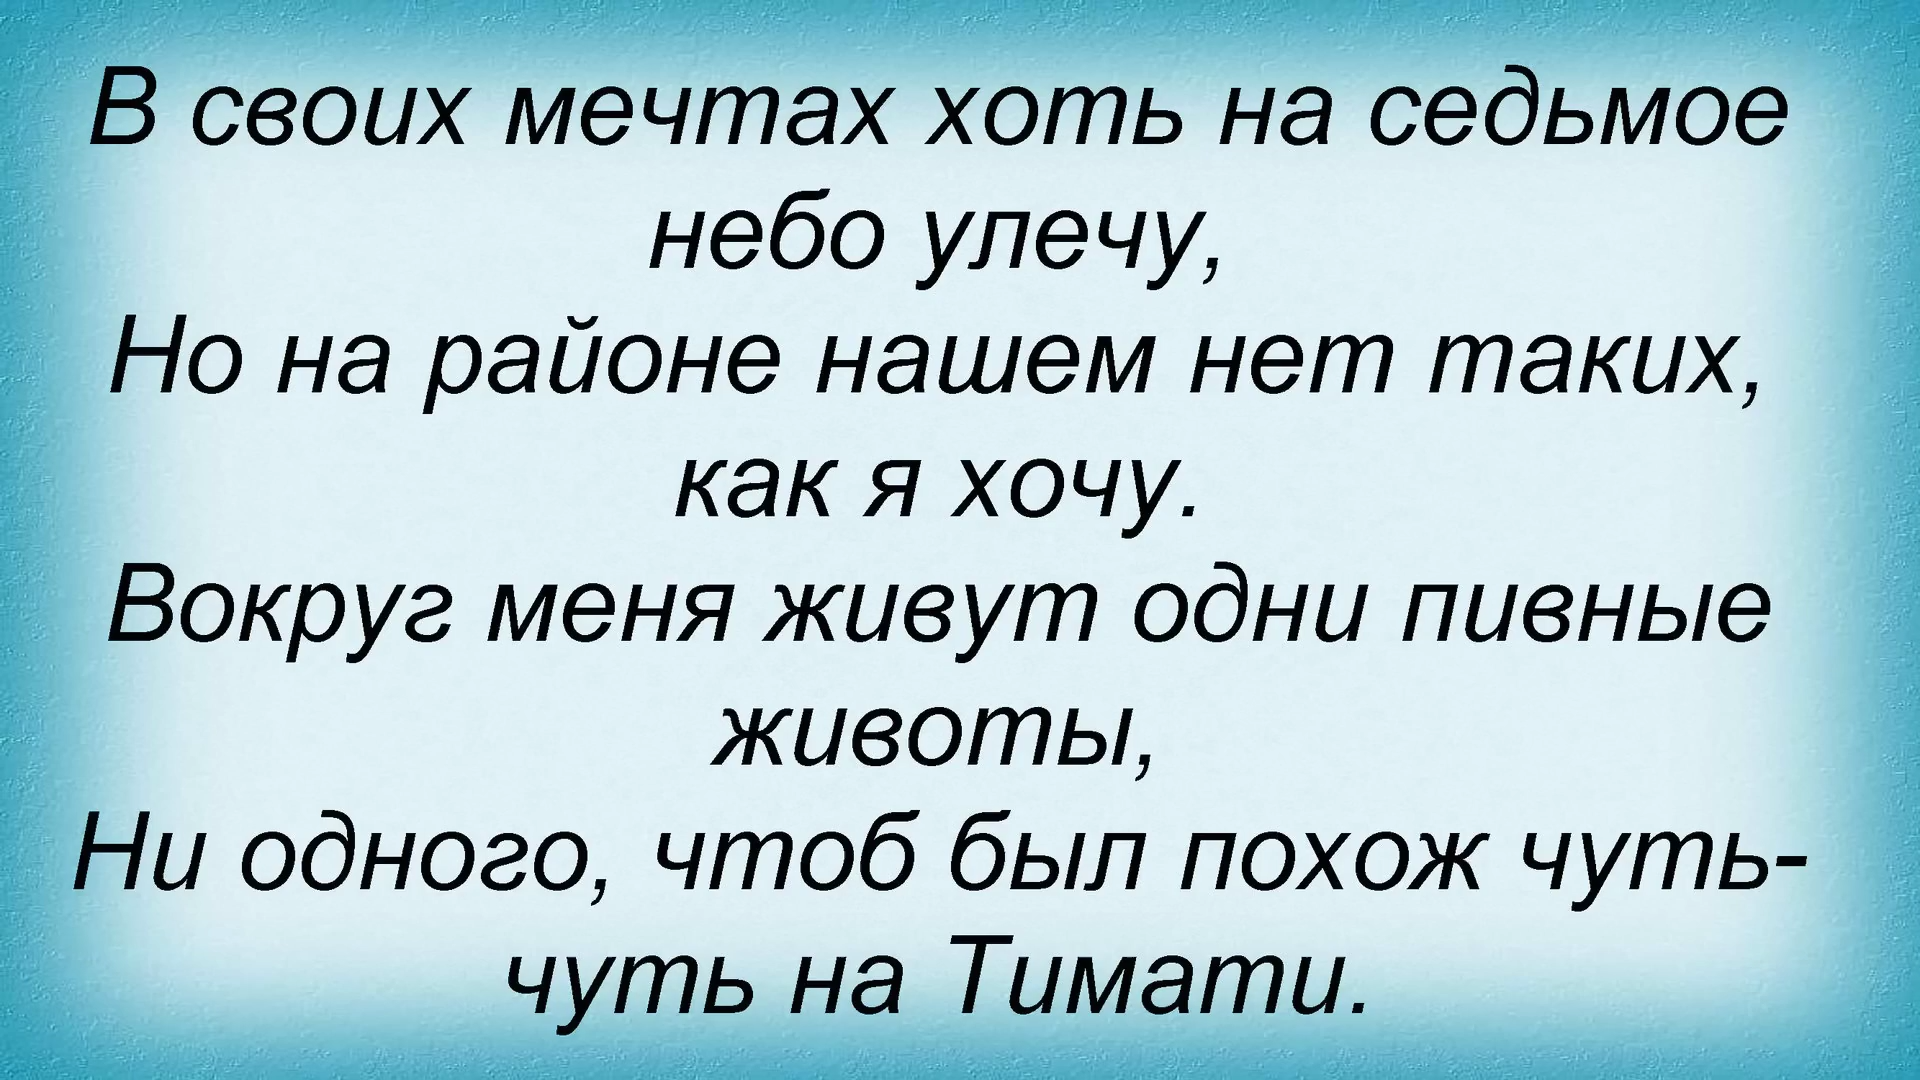 В своих мечтах хоть на седьмое
небо улечу,
Но на районе нашем нет таких,
как я хочу.
Вокруг меня живут одни пивные
животы,
Ни одного, чтоб был похож чуть-
чуть на Тимати.